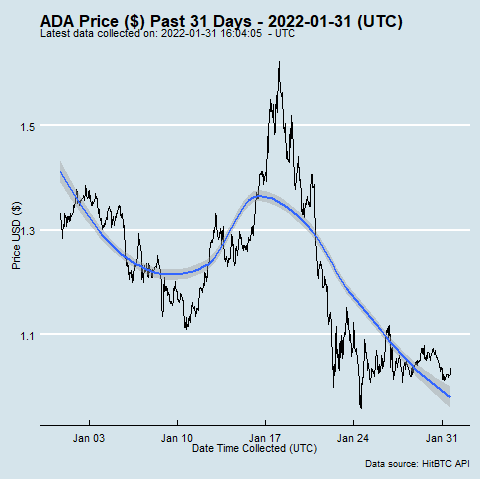 ADA Price ($) Past 31 Days - 2022-01-31 (UTC)
Latest data collected on: 2022-01-31 16:04:05 - UTC
1.5
1.3
1.1
Price USD ($)
Jan 03 Jan 10 Jan 17 Jan 24 Jan 31
Date Time Collected (UTC)
Data source: HitBTC API